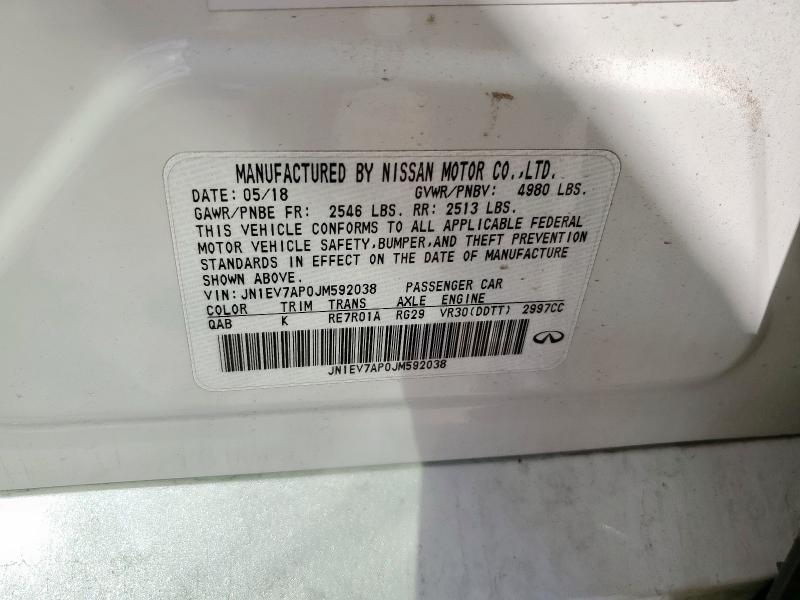 MANUFACTURED BY NISSAN MOTOR CO.,LTD.
DATE: 05/18 GVWR/PNBV: 4980 LBS.
GAWR/PNBE FR: 2546 LBS. RR: 2513 LBS.
THIS VEHICLE CONFORMS TO ALL APPLICABLE FEDERAL
MOTOR VEHICLE SAFETY,BUMPER,AND THEFT PREVENTION
STANDARDS IN EFFECT ON THE DATE OF MANUFACTURE
SHOWN ABOVE.
VIN: JN1EV7AP0JM592038 PASSENGER CAR
COLOR TRIM TRANS AXLE ENGINE
QAB K RE7R01A RG29 VR30(DDTT) 2997CC
JN1EV7AP0JM592038